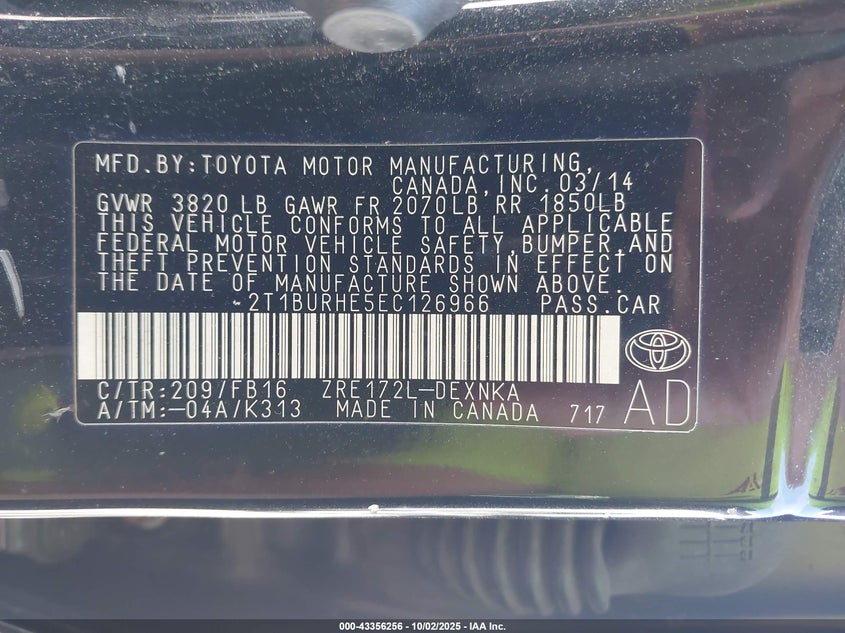 MFD.BY:TOYOTA MOTOR MANUFACTURING,
CANADA,INC. 03/14
GVWR 3820 LB GAWR FR 2070LB RR 1850LB
THIS VEHICLE CONFORMS TO ALL APPLICABLE
FEDERAL MOTOR VEHICLE SAFETY,BUMPER,AND
THEFT PREVENTION STANDARDS IN EFFECT ON
THE DATE OF MANUFACTURE SHOWN ABOVE.
2T1BURHE5EC126966 PASS.CAR
C/TR:209/FB16 ZRE172L-DEXNKA
A/TM:-04A/K313 MADE IN CANADA 717 AD
000-43356256 - 10/02/2025 - IAA Inc.